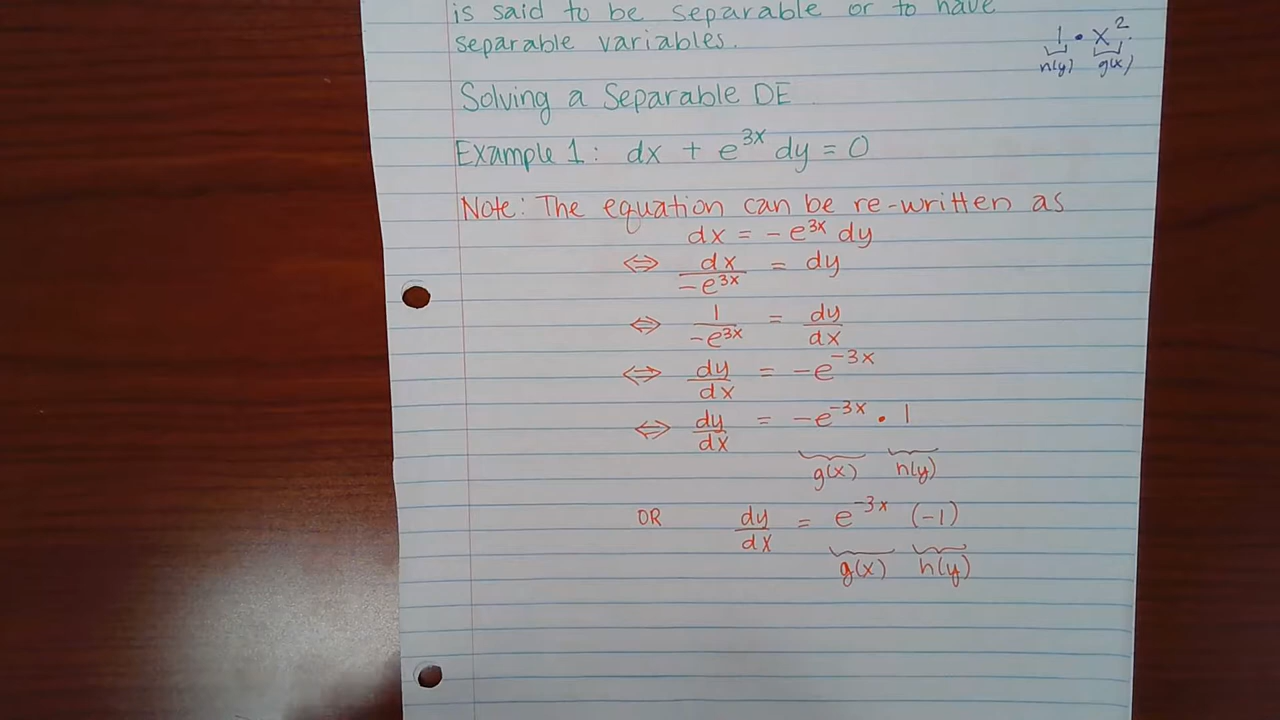 is said to be separable or to have
separable variables.
1 • x²
h(y) g(x)
Solving a Separable DE
Example 1: dx + e^{3x} dy = 0
Note: The equation can be re-written as
dx = -e^{3x} dy
⇔ dx/-e^{3x} = dy
⇔ 1/-e^{3x} = dy/dx
⇔ dy/dx = -e^{-3x}
⇔ dy/dx = -e^{-3x} • 1
g(x) h(y)
OR dy/dx = e^{-3x} (-1)
g(x) h(y)